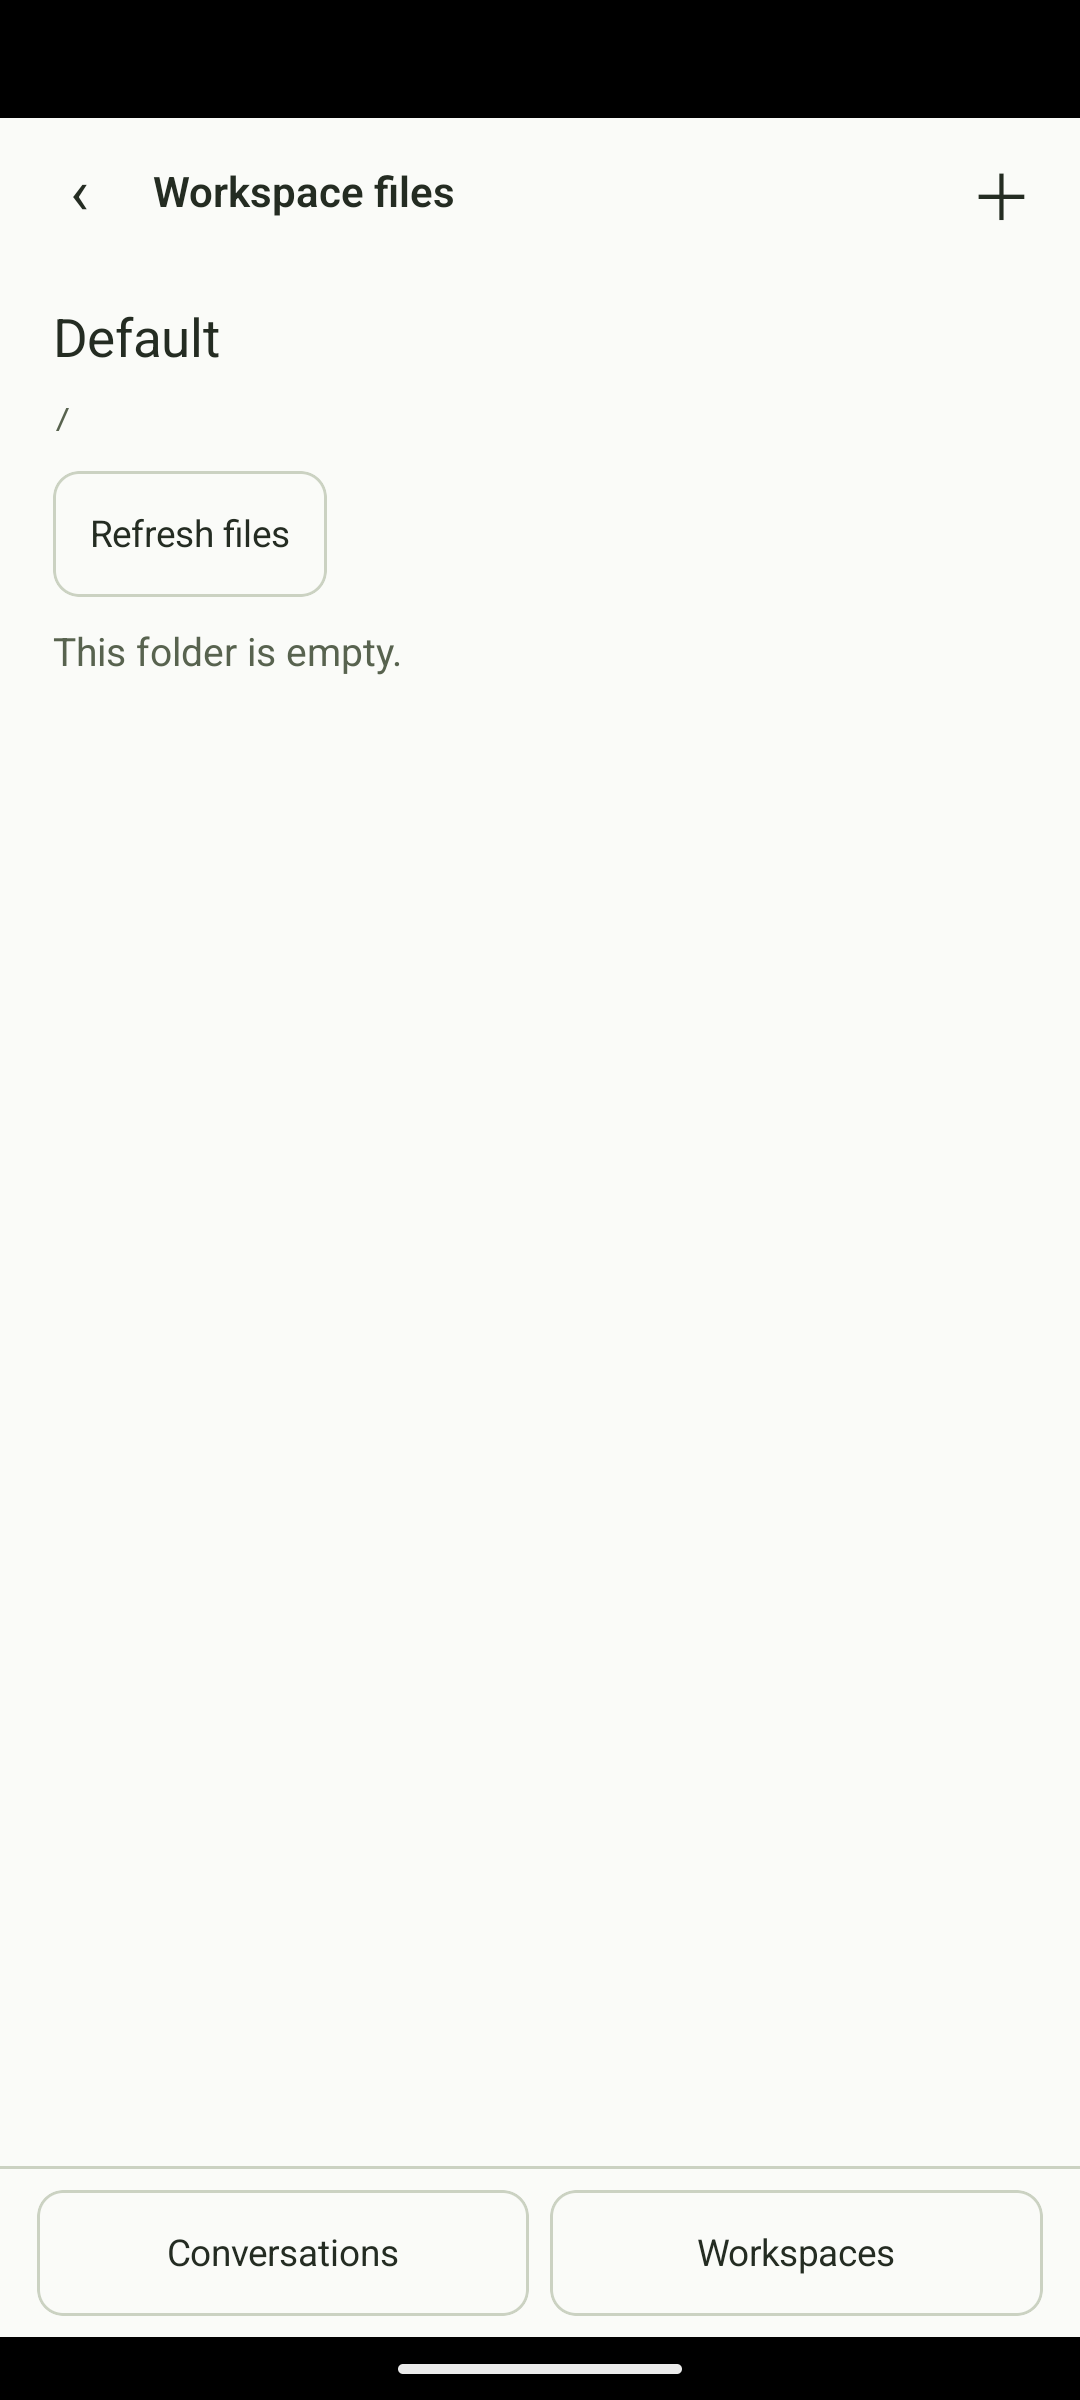 ‹ Workspace files +
Default
/
Refresh files
This folder is empty.
Conversations Workspaces